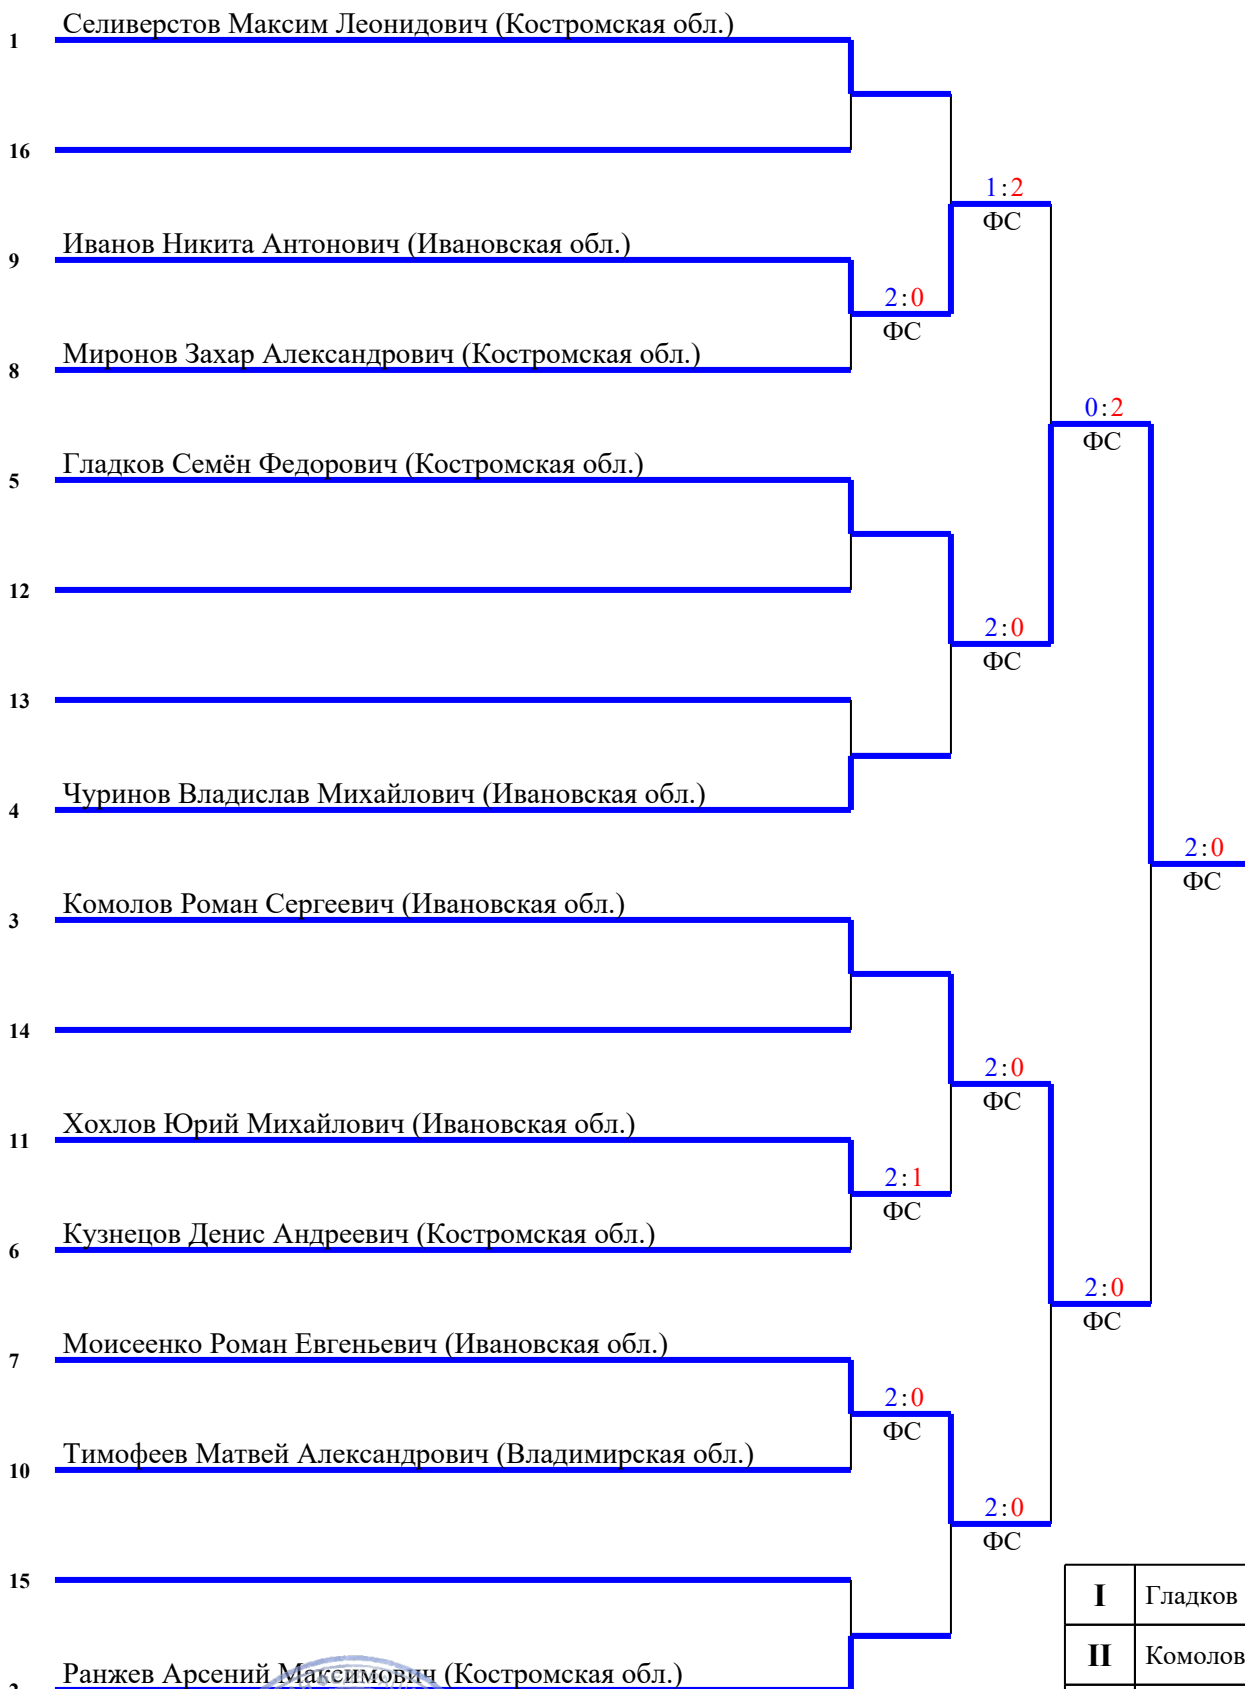 Селиверстов Максим Леонидович (Костромская обл.)
1
16
1:2
ФС
Иванов Никита Антонович (Ивановская обл.)
9
2:0
ФС
Миронов Захар Александрович (Костромская обл.)
8
0:2
ФС
Гладков Семён Федорович (Костромская обл.)
5
12
2:0
ФС
13
Чуринов Владислав Михайлович (Ивановская обл.)
4
2:0
ФС
Комолов Роман Сергеевич (Ивановская обл.)
3
14
2:0
ФС
Хохлов Юрий Михайлович (Ивановская обл.)
11
2:1
ФС
Кузнецов Денис Андреевич (Костромская обл.)
6
2:0
ФС
Моисеенко Роман Евгеньевич (Ивановская обл.)
7
2:0
ФС
Тимофеев Матвей Александрович (Владимирская обл.)
10
2:0
ФС
15
I Гладков
II Комолов
Ранжев Арсений Максимович (Костромская обл.)